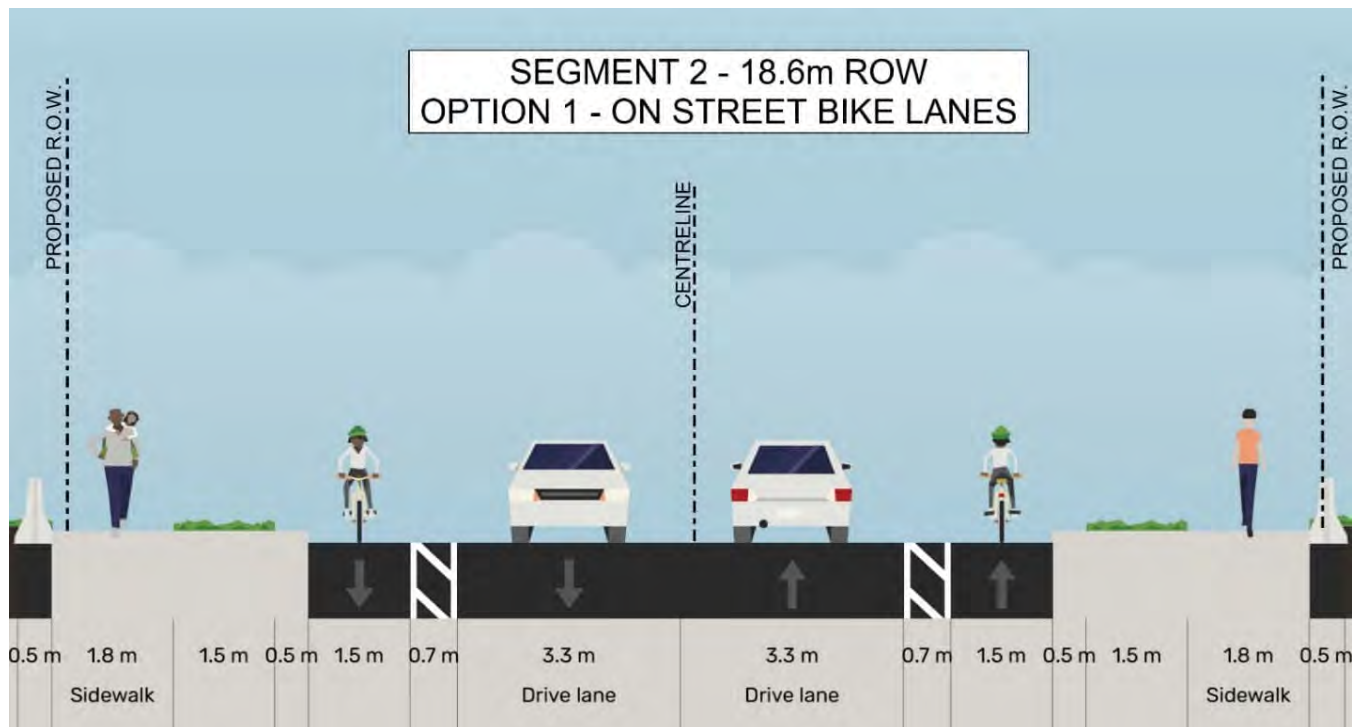 SEGMENT 2 - 18.6m ROW
OPTION 1 - ON STREET BIKE LANES
PROPOSED R.O.W.
CENTRELINE
PROPOSED R.O.W.
0.5 m 1.8 m 1.5 m 0.5 m 1.5 m 0.7 m 3.3 m 3.3 m 0.7 m 1.5 m 0.5 m 1.5 m 1.8 m 0.5 m
Sidewalk Drive lane Drive lane Sidewalk